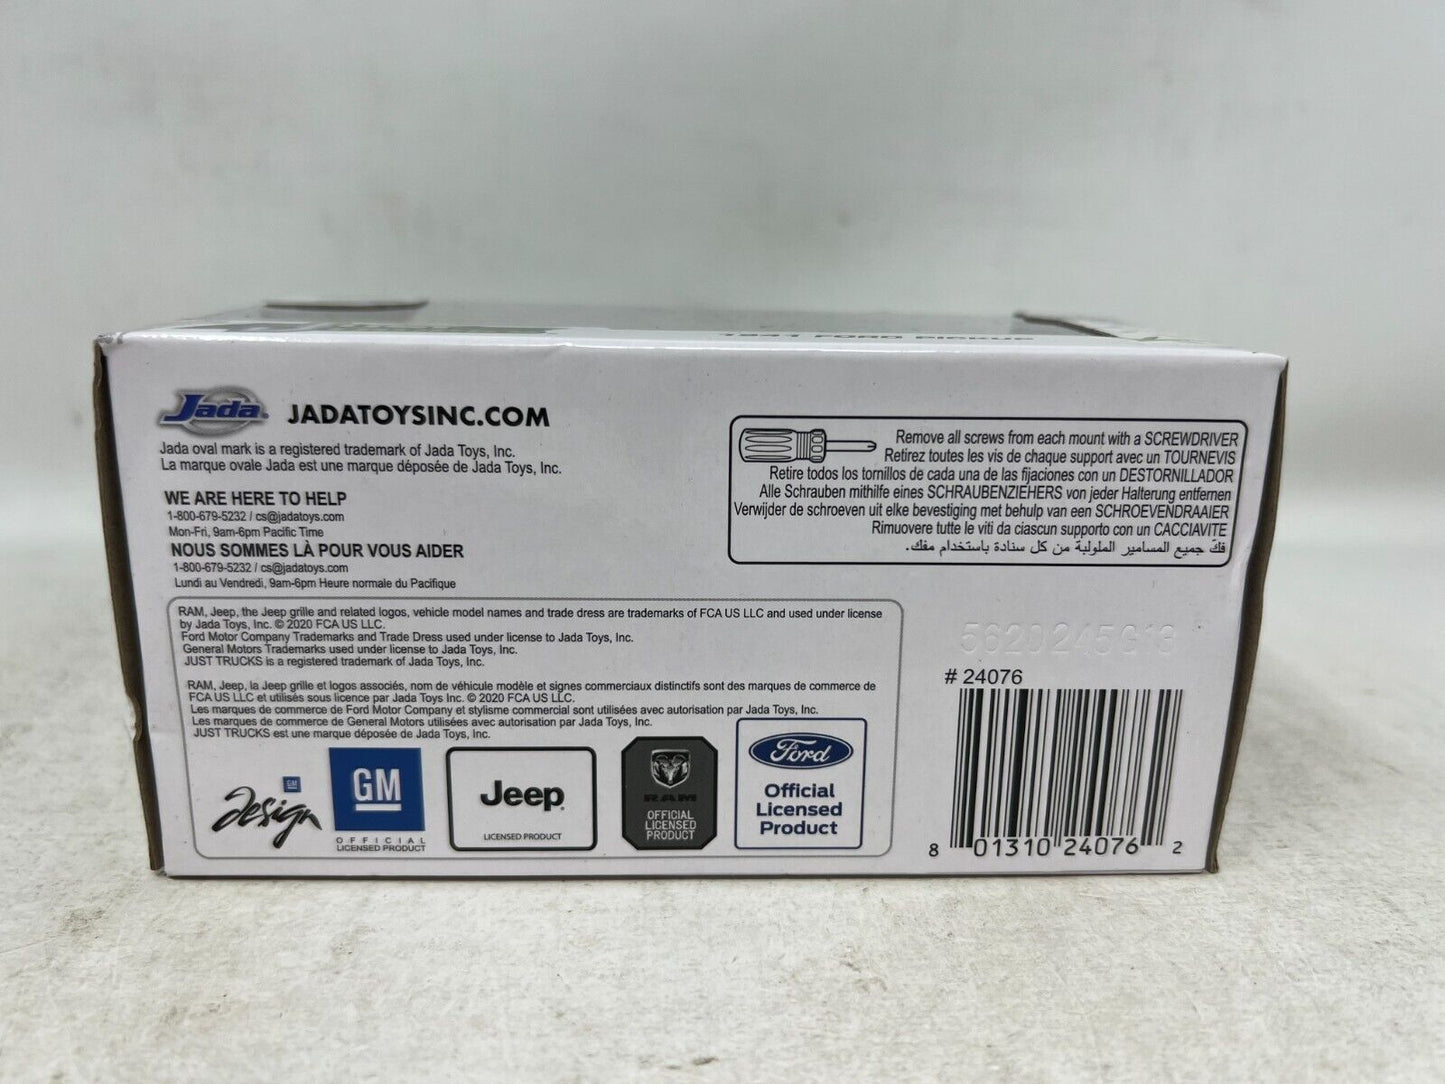 1941 FORD Pickup
Jada JADATOYSINC.COM
Jada oval mark is a registered trademark of Jada Toys, Inc.
La marque ovale Jada est une marque déposée de Jada Toys, Inc.
WE ARE HERE TO HELP
1-800-679-5232 / cs@jadatoys.com
Mon-Fri, 9am-6pm Pacific Time
NOUS SOMMES LÀ POUR VOUS AIDER
1-800-679-5232 / cs@jadatoys.com
Lundi au Vendredi, 9am-6pm Heure normale du Pacifique
Remove all screws from each mount with a SCREWDRIVER
Retirez toutes les vis de chaque support avec un TOURNEVIS
Retire todos los tornillos de cada una de las fijaciones con un DESTORNILLADOR
Alle Schrauben mithilfe eines SCHRAUBENZIEHERS von jeder Halterung entfernen
Verwijder de schroeven uit elke bevestiging met behulp van een SCHROEVENDRAAIER
Rimuovere tutte le viti da ciascun supporto con un CACCIAVITE
فكّ جميع المسامير الملولبة من كل سنادة باستخدام مفك.
RAM, Jeep, the Jeep grille and related logos, vehicle model names and trade dress are trademarks of FCA US LLC and used under license
by Jada Toys, Inc. © 2020 FCA US LLC.
Ford Motor Company Trademarks and Trade Dress used under license to Jada Toys, Inc.
General Motors Trademarks used under license to Jada Toys, Inc.
JUST TRUCKS is a registered trademark of Jada Toys, Inc.
RAM, Jeep, la Jeep grille et logos associés, nom de véhicule modèle et signes commerciaux distinctifs sont des marques de commerce de
FCA US LLC et utilisés sous licence par Jada Toys Inc. © 2020 FCA US LLC.
Les marques de commerce de Ford Motor Company et stylisme commercial sont utilisées avec autorisation par Jada Toys, Inc.
Les marques de commerce de General Motors utilisées avec autorisation par Jada Toys, Inc.
JUST TRUCKS est une marque déposée de Jada Toys, Inc.
GM
design
GM
OFFICIAL
LICENSED PRODUCT
Jeep
LICENSED PRODUCT
RAM
OFFICIAL
LICENSED
PRODUCT
Ford
Official
Licensed
Product
5620245G13
# 24076
8 01310 24076 2